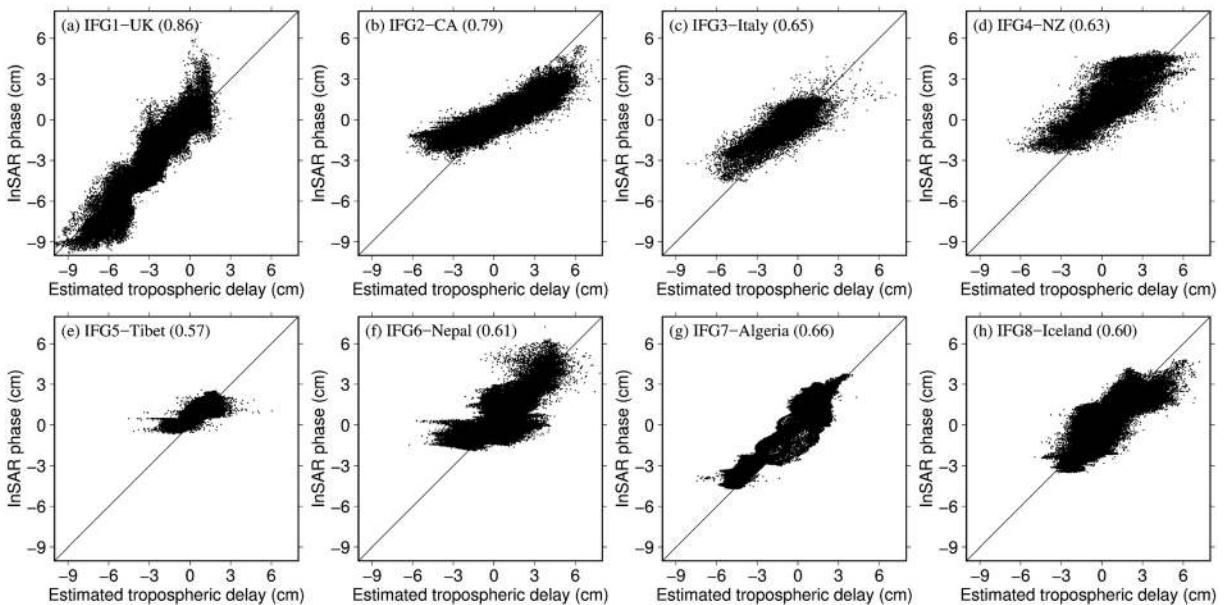 (a) IFG1−UK (0.86)
(b) IFG2−CA (0.79)
(c) IFG3−Italy (0.65)
(d) IFG4−NZ (0.63)
InSAR phase (cm)
6
3
0
−3
−6
−9
InSAR phase (cm)
6
3
0
−3
−6
−9
InSAR phase (cm)
6
3
0
−3
−6
−9
InSAR phase (cm)
6
3
0
−3
−6
−9
−9 −6 −3 0 3 6
−9 −6 −3 0 3 6
−9 −6 −3 0 3 6
−9 −6 −3 0 3 6
Estimated tropospheric delay (cm)
Estimated tropospheric delay (cm)
Estimated tropospheric delay (cm)
Estimated tropospheric delay (cm)
(e) IFG5−Tibet (0.57)
(f) IFG6−Nepal (0.61)
(g) IFG7−Algeria (0.66)
(h) IFG8−Iceland (0.60)
InSAR phase (cm)
6
3
0
−3
−6
−9
InSAR phase (cm)
6
3
0
−3
−6
−9
InSAR phase (cm)
6
3
0
−3
−6
−9
InSAR phase (cm)
6
3
0
−3
−6
−9
−9 −6 −3 0 3 6
−9 −6 −3 0 3 6
−9 −6 −3 0 3 6
−9 −6 −3 0 3 6
Estimated tropospheric delay (cm)
Estimated tropospheric delay (cm)
Estimated tropospheric delay (cm)
Estimated tropospheric delay (cm)